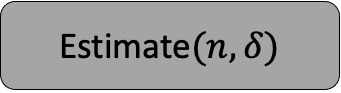 Estimate(𝑛, 𝛿)